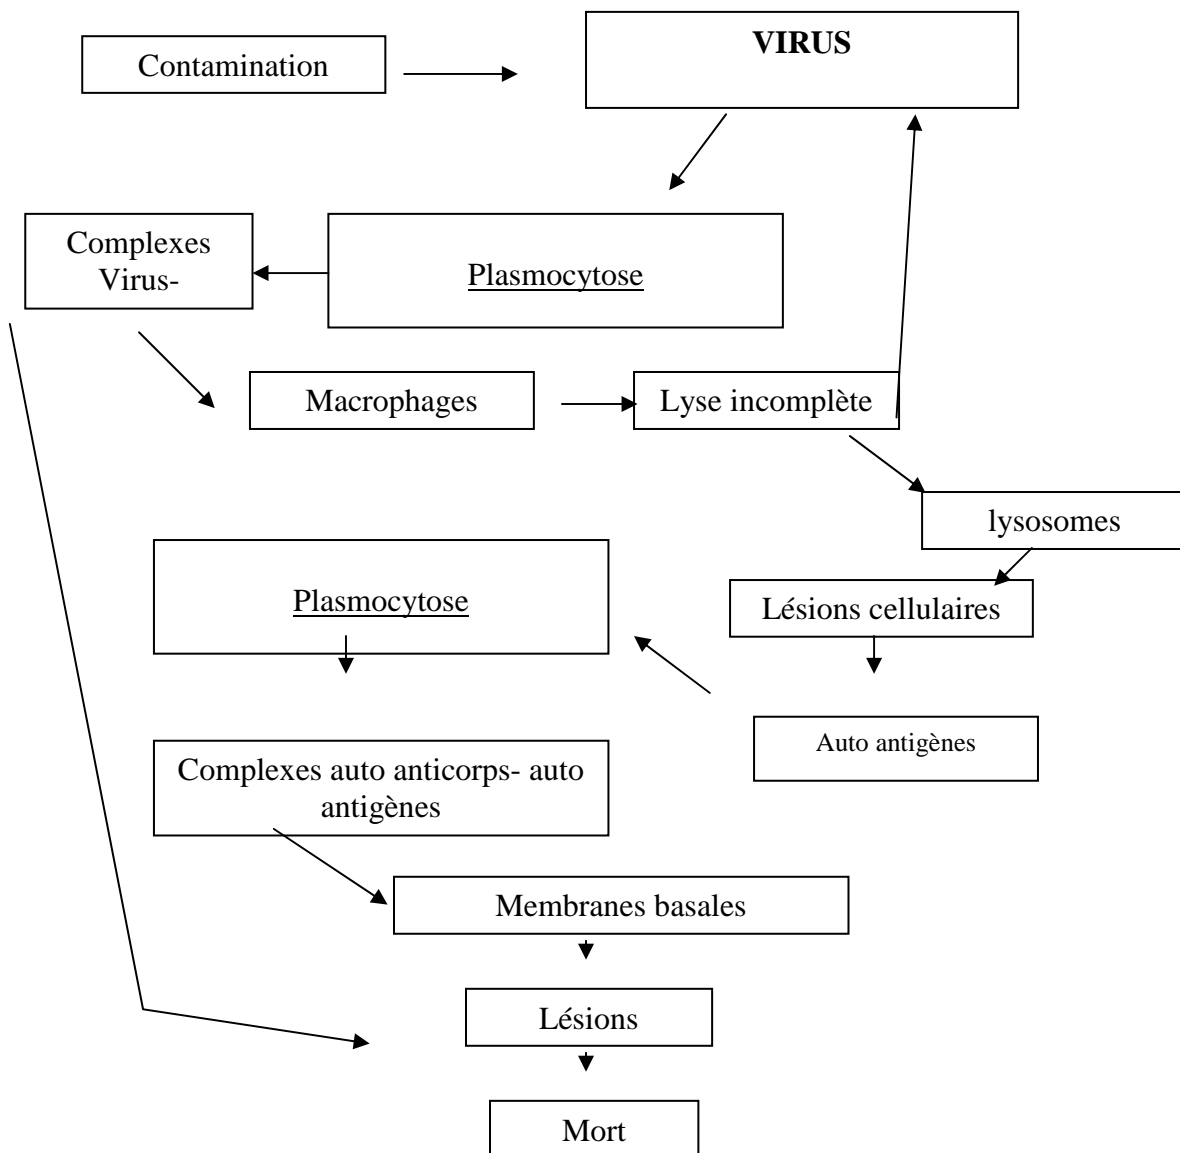 Contamination
VIRUS
Complexes
Virus-
Plasmocytose
Macrophages
Lyse incomplète
lysosomes
Plasmocytose
Lésions cellulaires
Auto antigènes
Complexes auto anticorps- auto
antigènes
Membranes basales
Lésions
Mort